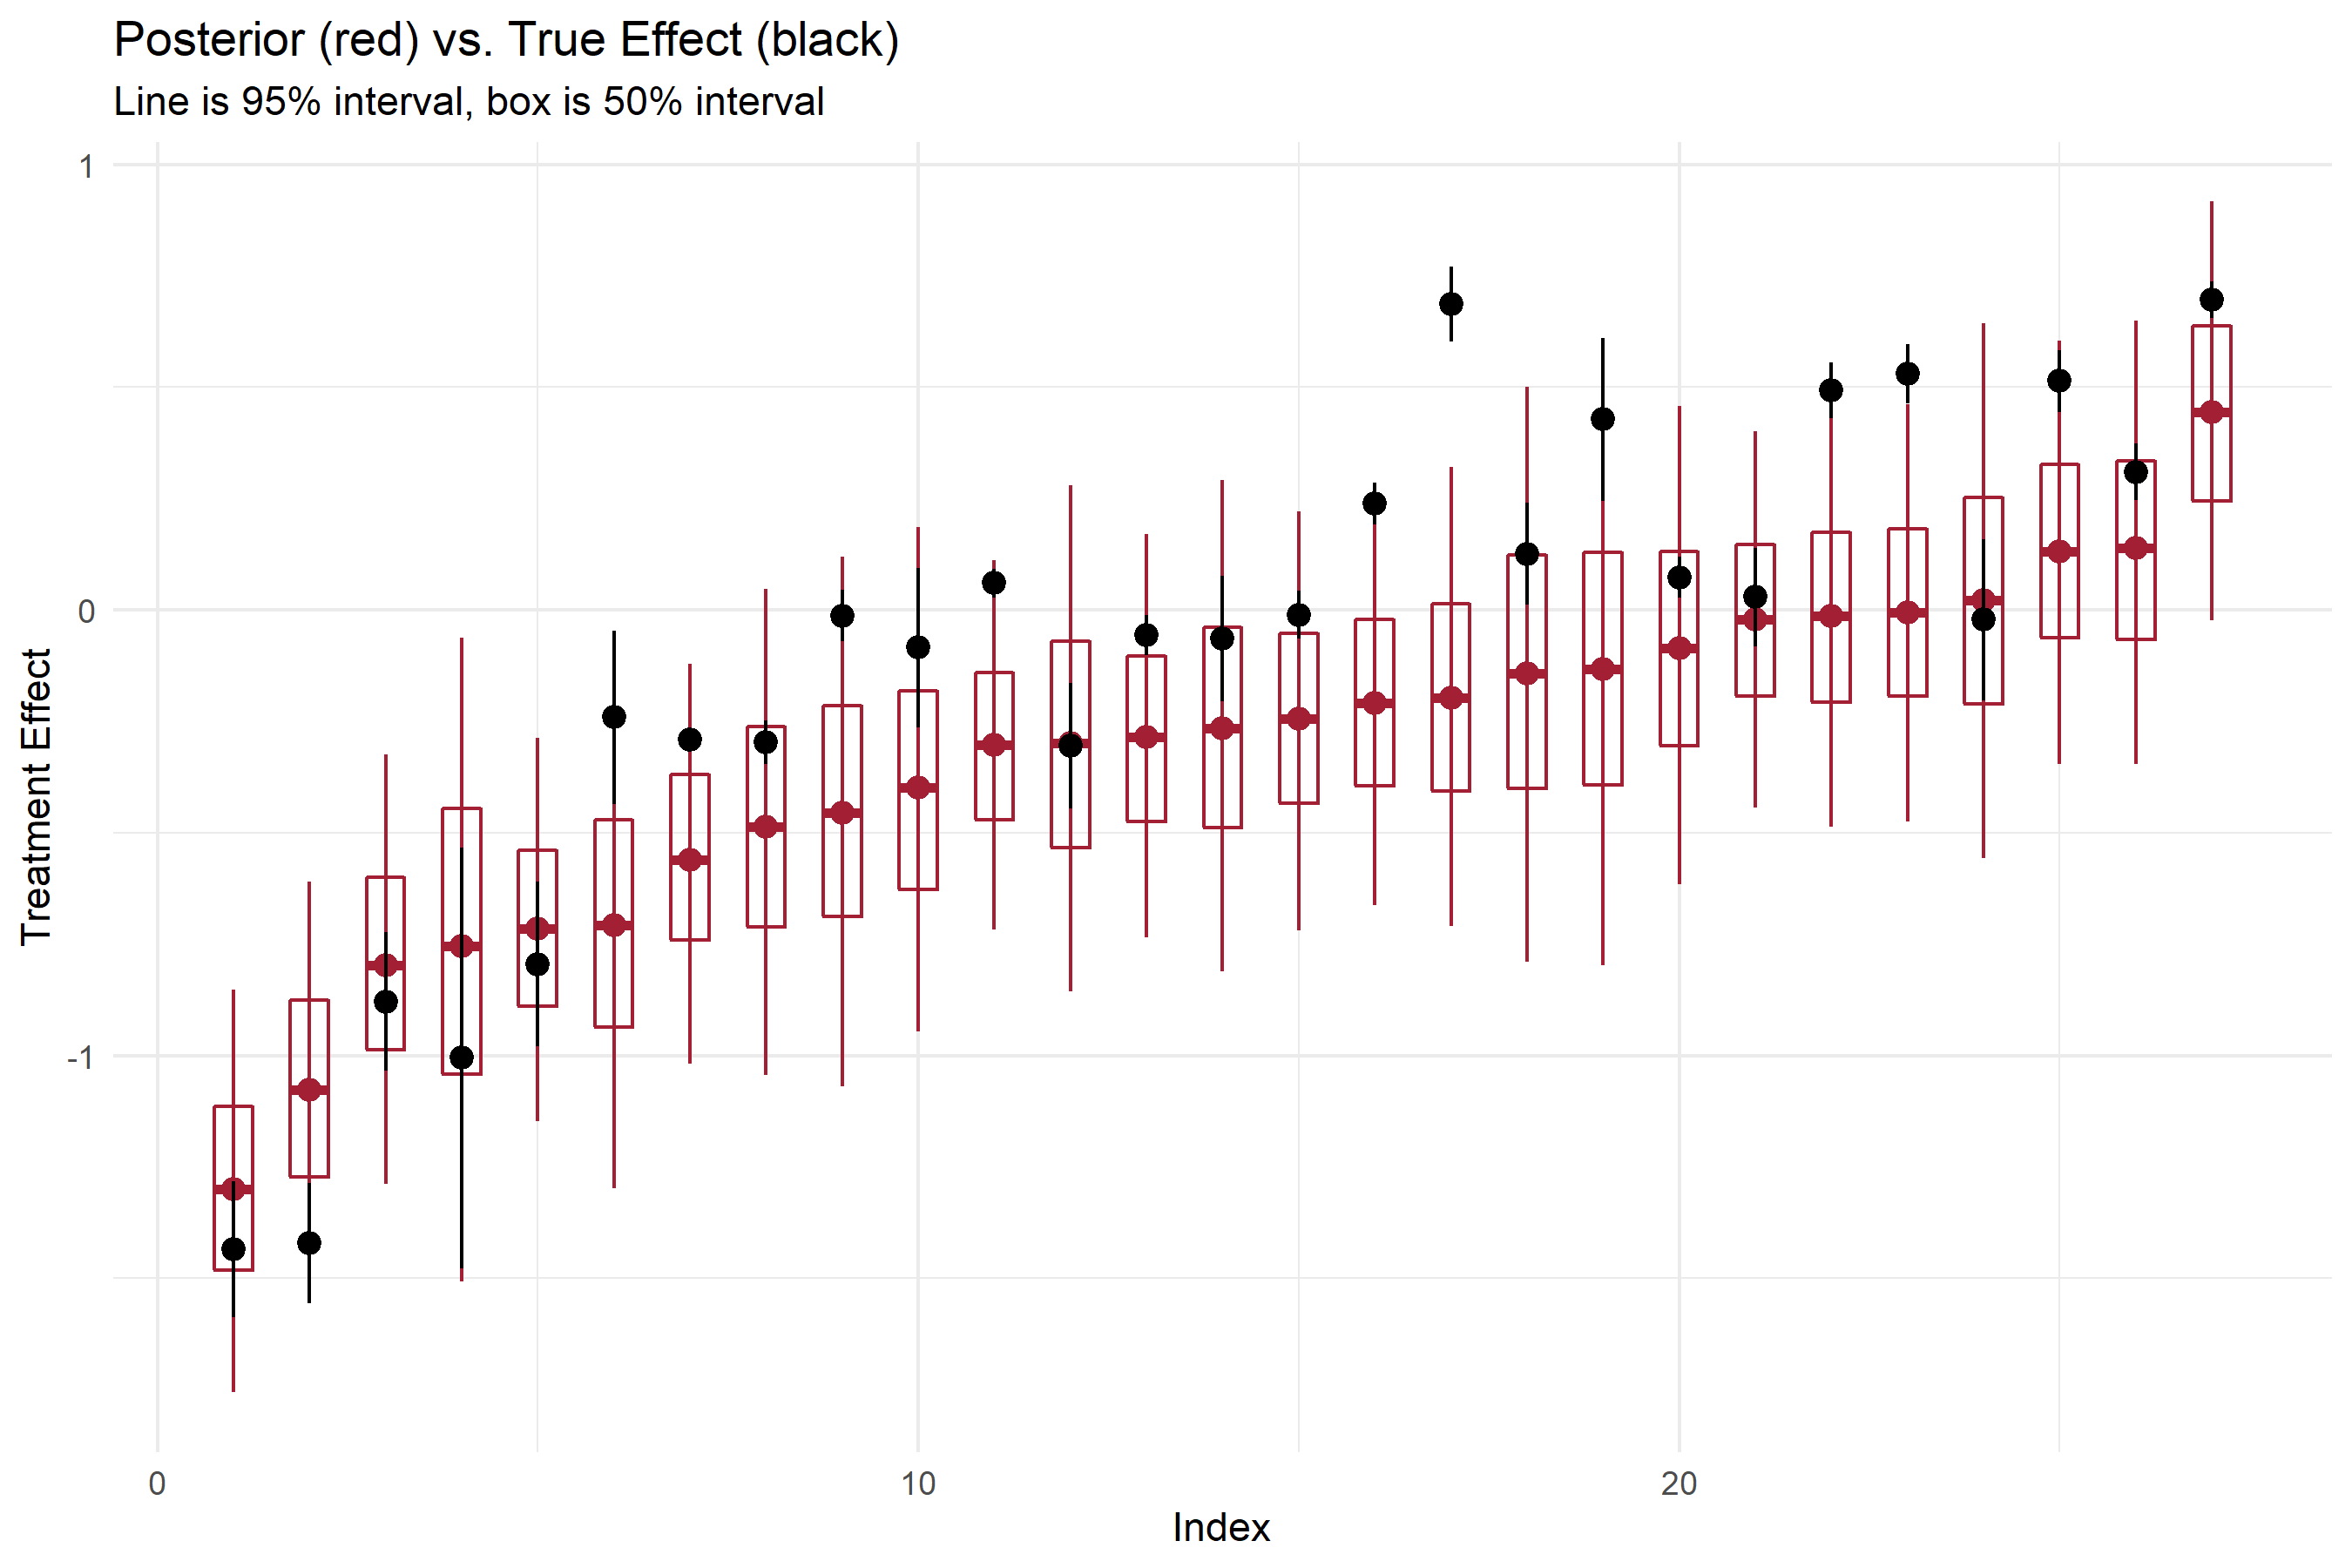 Posterior (red) vs. True Effect (black)
Line is 95% interval, box is 50% interval
1
0
-1
Treatment Effect
0
10
20
Index